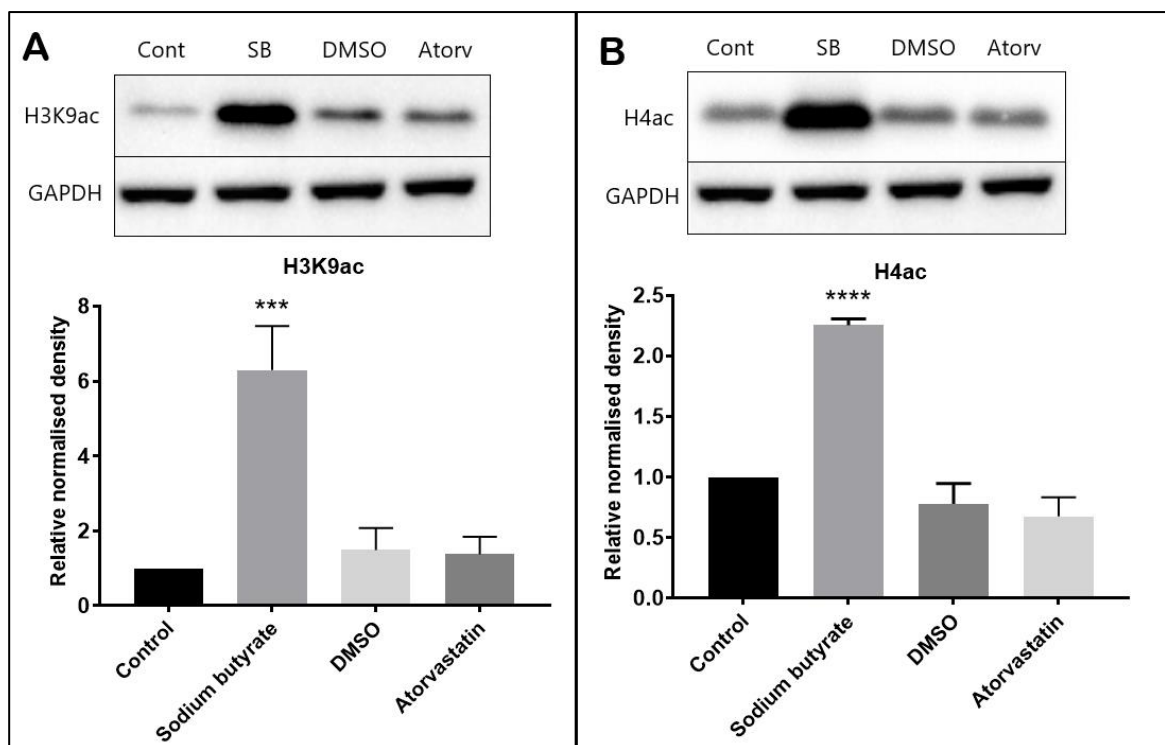 A
Cont SB DMSO Atorv
H3K9ac
GAPDH
H3K9ac
***
Relative normalised density
8
6
4
2
0
Control
Sodium butyrate
DMSO
Atorvastatin
B
Cont SB DMSO Atorv
H4ac
GAPDH
H4ac
****
Relative normalised density
2.5
2.0
1.5
1.0
0.5
0.0
Control
Sodium butyrate
DMSO
Atorvastatin